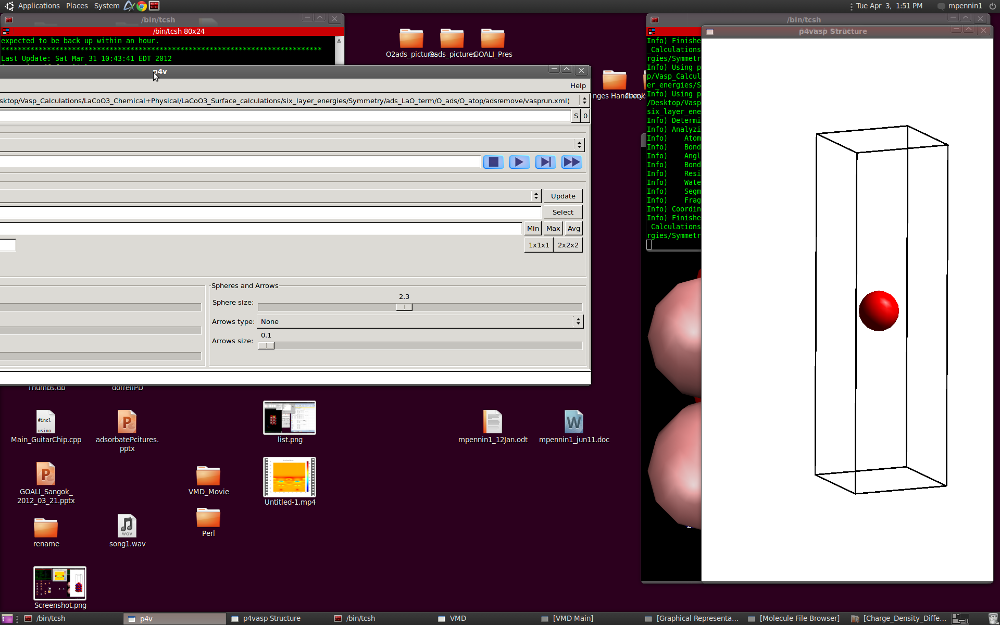 Applications Places System
Tue Apr 3, 1:51 PM
mpennin1
/bin/tcsh
/bin/tcsh 80x24
expected to be back up within an hour.
*******************************************************************************
Last Update: Sat Mar 31 10:43:41 EDT 2012
O2ads_pictures
GOALI_Pres
/bin/tcsh
p4vasp Structure
Info) Finishe
_Calculations
rgies/Symmetr
Info) Using p
p/Vasp_Calcul
er_energies/S
Info) Using p
/Desktop/Vasp
six_layer_ene
Info) Determi
Info) Analyzi
Info) Atom
Info) Bond
Info) Angl
Info) Bond
Info) Resi
Info) Wate
Info) Segm
Info) Frag
Info) Coordin
Info) Finishe
_Calculations
rgies/Symmetr
p4v
Help
sktop/Vasp_Calculations/LaCoO3_Chemical+Physical/LaCoO3_Surface_calculations/six_layer_energies/Symmetry/ads_LaO_term/O_ads/O_atop/adsremove/vasprun.xml)
S 0
Update
Select
Min Max Avg
1x1x1 2x2x2
Spheres and Arrows
2.3
Sphere size:
Arrows type: None
0.1
Arrows size:
Thumbs.db
dorrellPD
#incl
using
Main_GuitarChip.cpp
adsorbatePcitures.
pptx
list.png
mpennin1_12Jan.odt
mpennin1_jun11.doc
GOALI_Sangok_
2012_03_21.pptx
VMD_Movie
Untitled-1.mp4
rename
wav
song1.wav
Perl
Screenshot.png
/bin/tcsh
p4v
p4vasp Structure
/bin/tcsh
VMD
[VMD Main]
[Graphical Representa...
[Molecule File Browser]
[Charge_Density_Diffe...